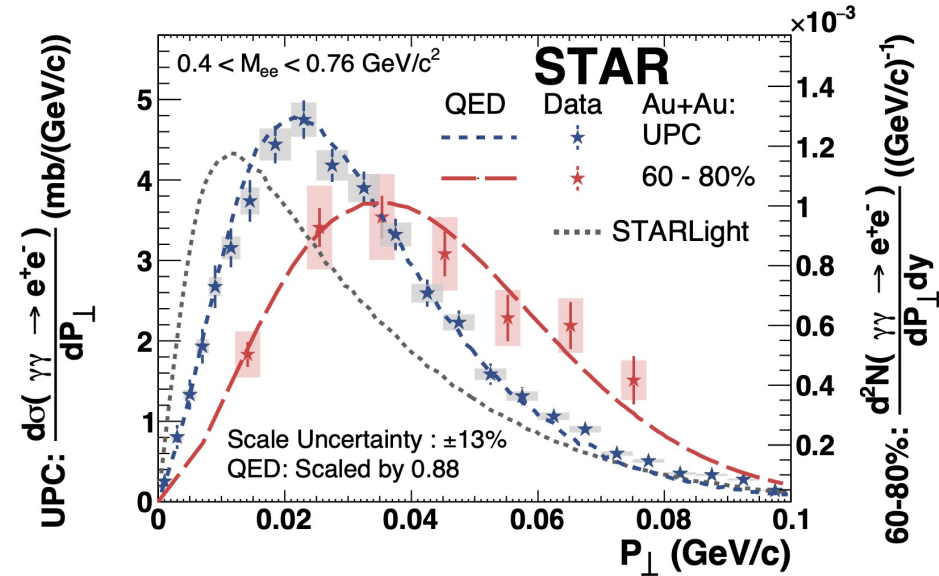 ×10⁻³
0.4 < Mₑₑ < 0.76 GeV/c²
STAR
QED Data Au+Au:
UPC
60 - 80%
STARLight
Scale Uncertainty : ±13%
QED: Scaled by 0.88
UPC: dσ( γγ → e⁺e⁻ ) / dP⊥ (mb/(GeV/c))
5
4
3
2
1
0
1.4
1.2
1
0.8
0.6
0.4
0.2
60-80%: d²N( γγ → e⁺e⁻ ) / dP⊥dy ((GeV/c)⁻¹)
0 0.02 0.04 0.06 0.08 0.1
P⊥ (GeV/c)